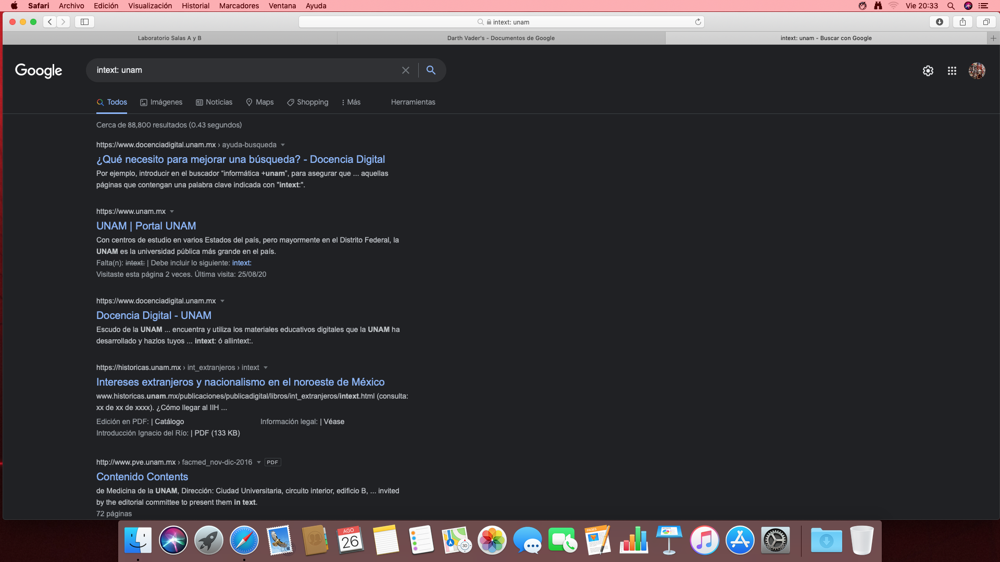 Safari Archivo Edición Visualización Historial Marcadores Ventana Ayuda Vie 20:33
intext: unam
Laboratorio Salas A y B
Darth Vader's - Documentos de Google
intext: unam - Buscar con Google
Google
intext: unam
Todos Imágenes Noticias Maps Shopping Más Herramientas
Cerca de 88,800 resultados (0.43 segundos)
https://www.docenciadigital.unam.mx › ayuda-busqueda
¿Qué necesito para mejorar una búsqueda? - Docencia Digital
Por ejemplo, introducir en el buscador “informática +unam”, para asegurar que ... aquellas
páginas que contengan una palabra clave indicada con "intext:".
https://www.unam.mx
UNAM | Portal UNAM
Con centros de estudio en varios Estados del país, pero mayormente en el Distrito Federal, la
UNAM es la universidad pública más grande en el país.
Falta(n): intext: | Debe incluir lo siguiente: intext:
Visitaste esta página 2 veces. Última visita: 25/08/20
https://www.docenciadigital.unam.mx
Docencia Digital - UNAM
Escudo de la UNAM ... encuentra y utiliza los materiales educativos digitales que la UNAM ha
desarrollado y hazlos tuyos ... intext: ó allintext:.
https://historicas.unam.mx › int_extranjeros › intext
Intereses extranjeros y nacionalismo en el noroeste de México
www.historicas.unam.mx/publicaciones/publicadigital/libros/int_extranjeros/intext.html (consulta:
xx de xx de xxxx). ¿Cómo llegar al IIH ...
Edición en PDF: | Catálogo Información legal: | Véase
Introducción Ignacio del Río: | PDF (133 KB)
http://www.pve.unam.mx › facmed_nov-dic-2016 PDF
Contenido Contents
de Medicina de la UNAM, Dirección: Ciudad Universitaria, circuito interior, edificio B, ... invited
by the editorial committee to present them in text.
72 páginas
AGO
26
3D
PAGES